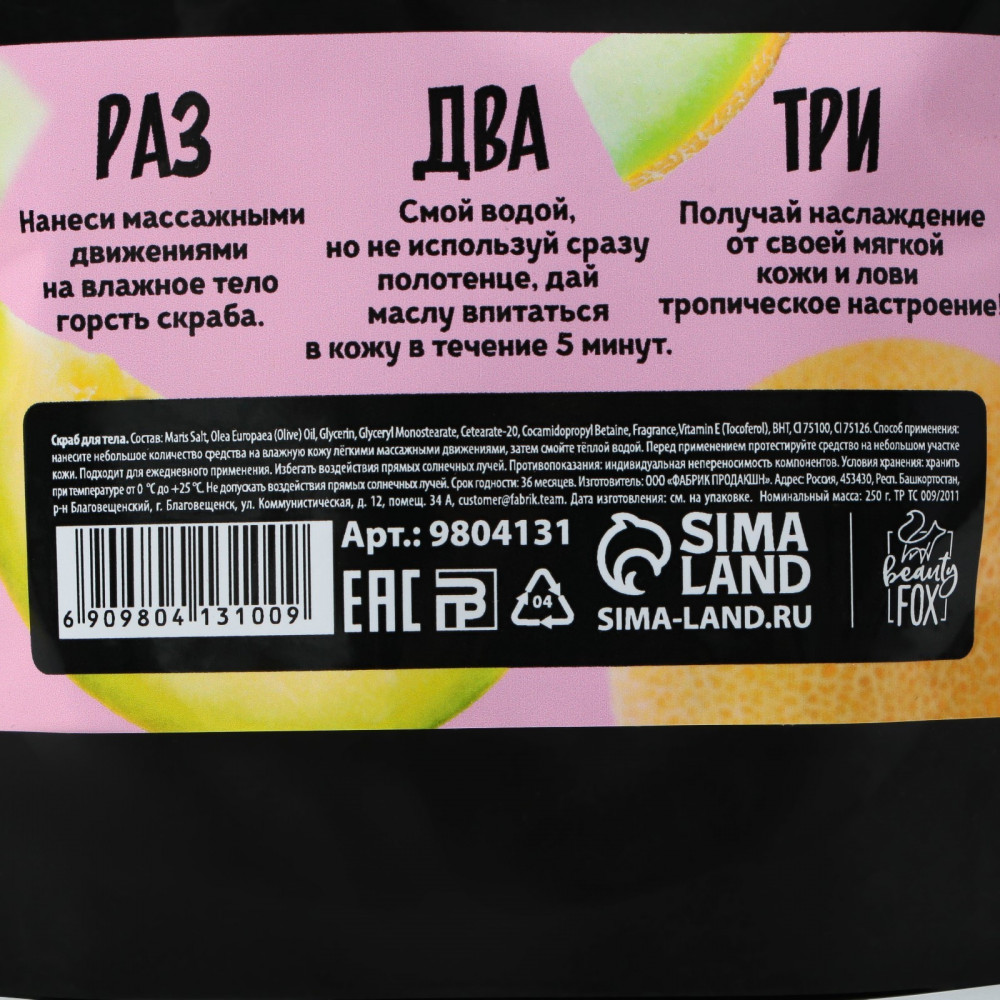 РАЗ
Нанеси массажными
движениями
на влажное тело
горсть скраба.
ДВА
Смой водой,
но не используй сразу
полотенце, дай
маслу впитаться
в кожу в течение 5 минут.
ТРИ
Получай наслаждение
от своей мягкой
кожи и лови
тропическое настроение!
Скраб для тела. Состав: Maris Salt, Olea Europaea (Olive) Oil, Glycerin, Glyceryl Monostearate, Cetearate-20, Cocamidopropyl Betaine, Fragrance, Vitamin E (Tocoferol), BHT, CI 75100, CI 75126. Способ применения:
нанесите небольшое количество средства на влажную кожу лёгкими массажными движениями, затем смойте тёплой водой. Перед применением протестируйте средство на небольшом участке
кожи. Подходит для ежедневного применения. Избегать воздействия прямых солнечных лучей. Противопоказания: индивидуальная непереносимость компонентов. Условия хранения: хранить
при температуре от 0 °С до +25 °С. Не допускать воздействия прямых солнечных лучей. Срок годности: 36 месяцев. Изготовитель: ООО «ФАБРИК ПРОДАКШН». Адрес: Россия, 453430, Респ. Башкортостан,
р-н Благовещенский, г. Благовещенск, ул. Коммунистическая, д. 12, помещ. 34 А, customer@fabrik.team. Дата изготовления: см. на упаковке. Номинальный масса: 250 г. ТР ТС 009/2011
6 909804 131009
Арт.: 9804131
EAC
04
SIMA
LAND
SIMA-LAND.RU
beauty
FOX